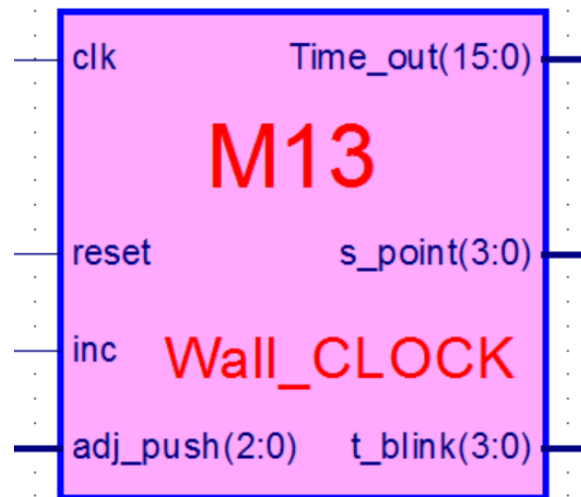 clk Time_out(15:0)
M13
reset s_point(3:0)
inc Wall_CLOCK
adj_push(2:0) t_blink(3:0)